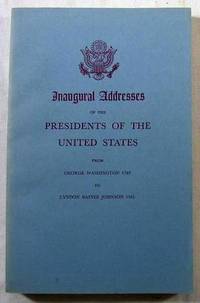 Inaugural Addresses
OF THE
PRESIDENTS OF THE
UNITED STATES
FROM
GEORGE WASHINGTON 1789
TO
LYNDON BAINES JOHNSON 1965